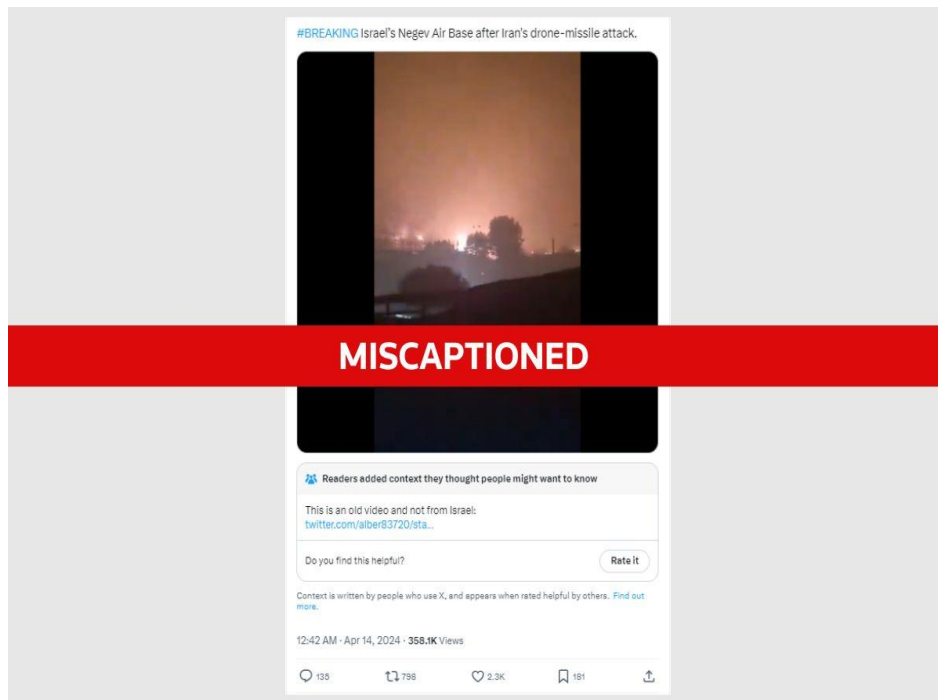 #BREAKING Israel's Negev Air Base after Iran's drone-missile attack.
MISCAPTIONED
Readers added context they thought people might want to know
This is an old video and not from Israel:
twitter.com/alber83720/sta...
Do you find this helpful?
Rate it
Context is written by people who use X, and appears when rated helpful by others. Find out
more.
12:42 AM · Apr 14, 2024 · 358.1K Views
135 798 2.3K 181